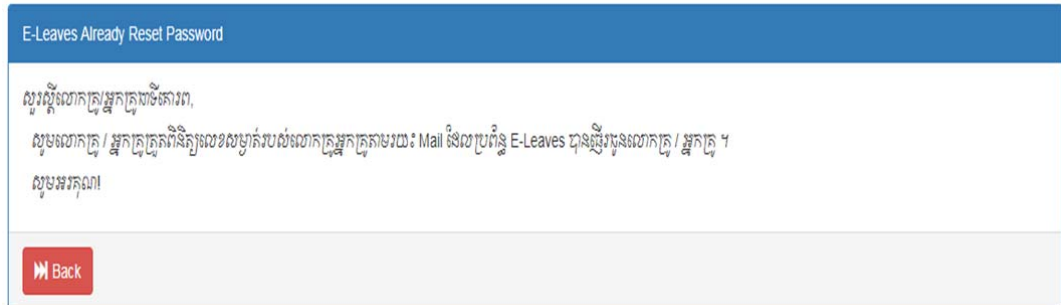 E-Leaves Already Reset Password
សួរស្តីលោកគ្រូ/អ្នកគ្រូជាទីគោរព,
សូមលោកគ្រូ / អ្នកគ្រូត្រួតពិនិត្យលេខសម្ងាត់របស់លោកគ្រូអ្នកគ្រូតាមរយះ Mail ដែលប្រព័ន្ធ E-Leaves បានផ្ញើរជូនលោកគ្រូ / អ្នកគ្រូ ។
សូមអរគុណ!
Back